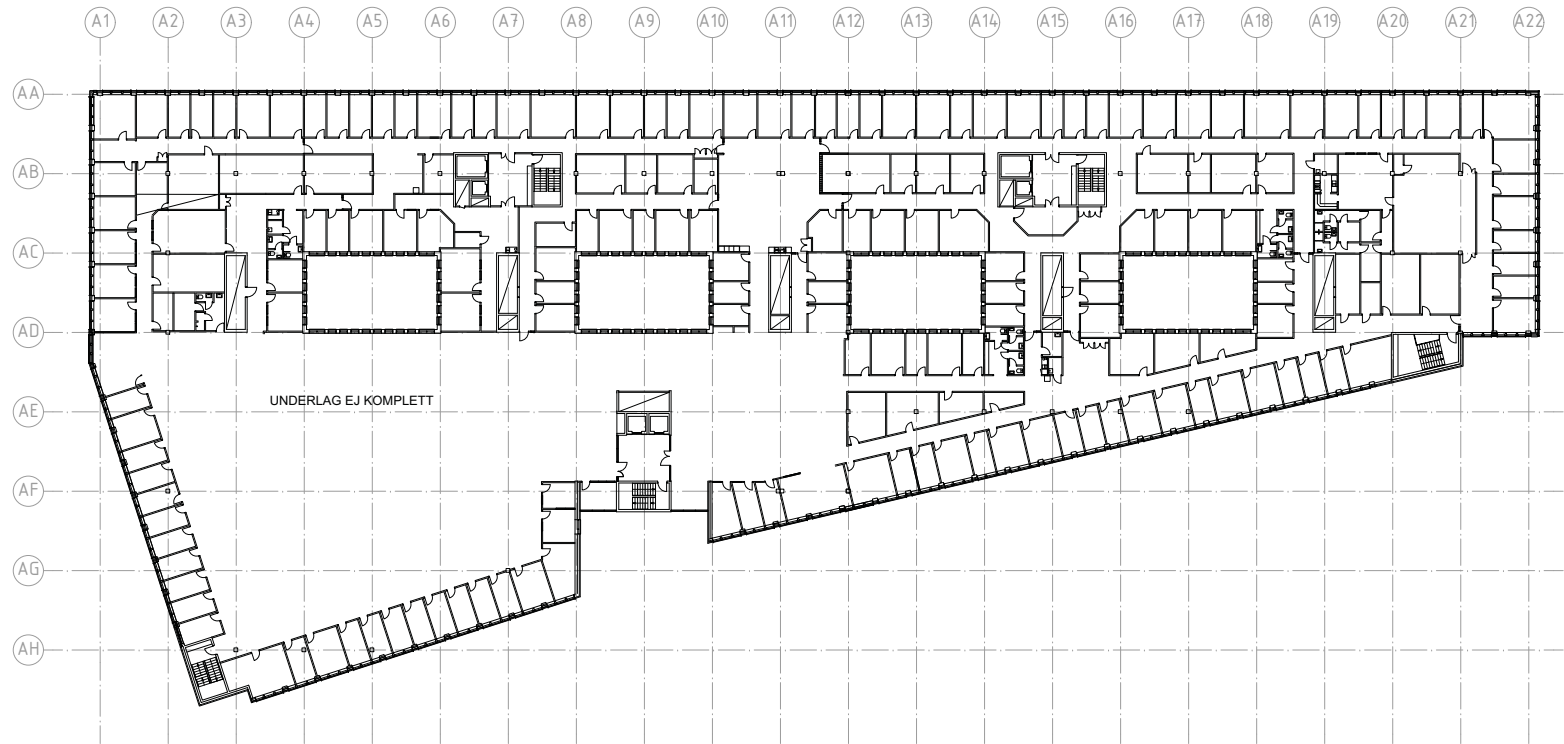 A1 A2 A3 A4 A5 A6 A7 A8 A9 A10 A11 A12 A13 A14 A15 A16 A17 A18 A19 A20 A21 A22
AA
AB
AC
AD
UNDERLAG EJ KOMPLETT
AE
AF
AG
AH